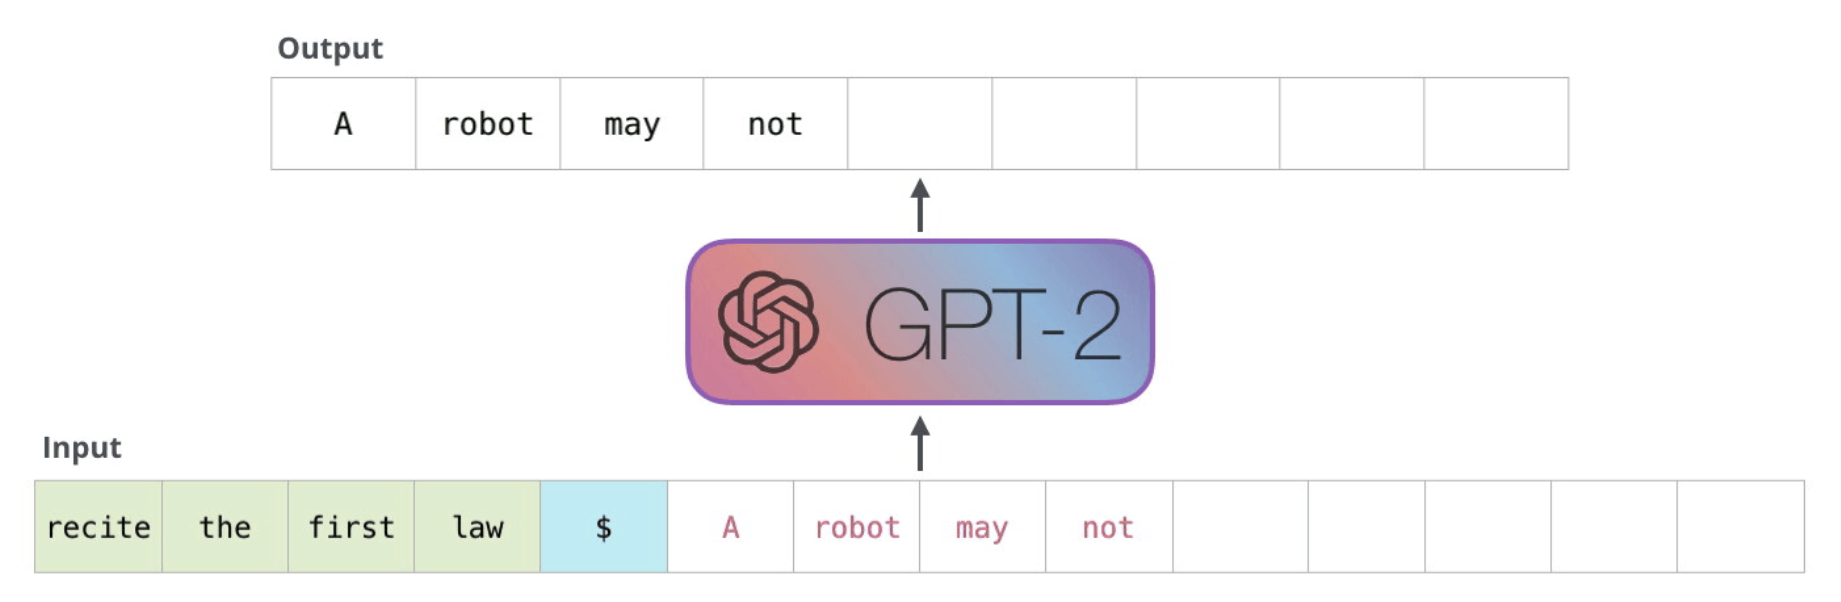 Output
A robot may not
GPT-2
Input
recite the first law $ A robot may not